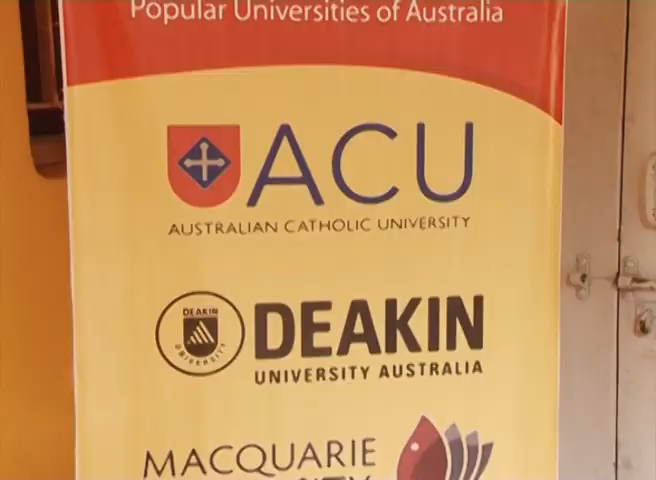 Popular Universities of Australia
ACU
AUSTRALIAN CATHOLIC UNIVERSITY
DEAKIN
UNIVERSITY
DEAKIN
UNIVERSITY AUSTRALIA
MACQUARIE